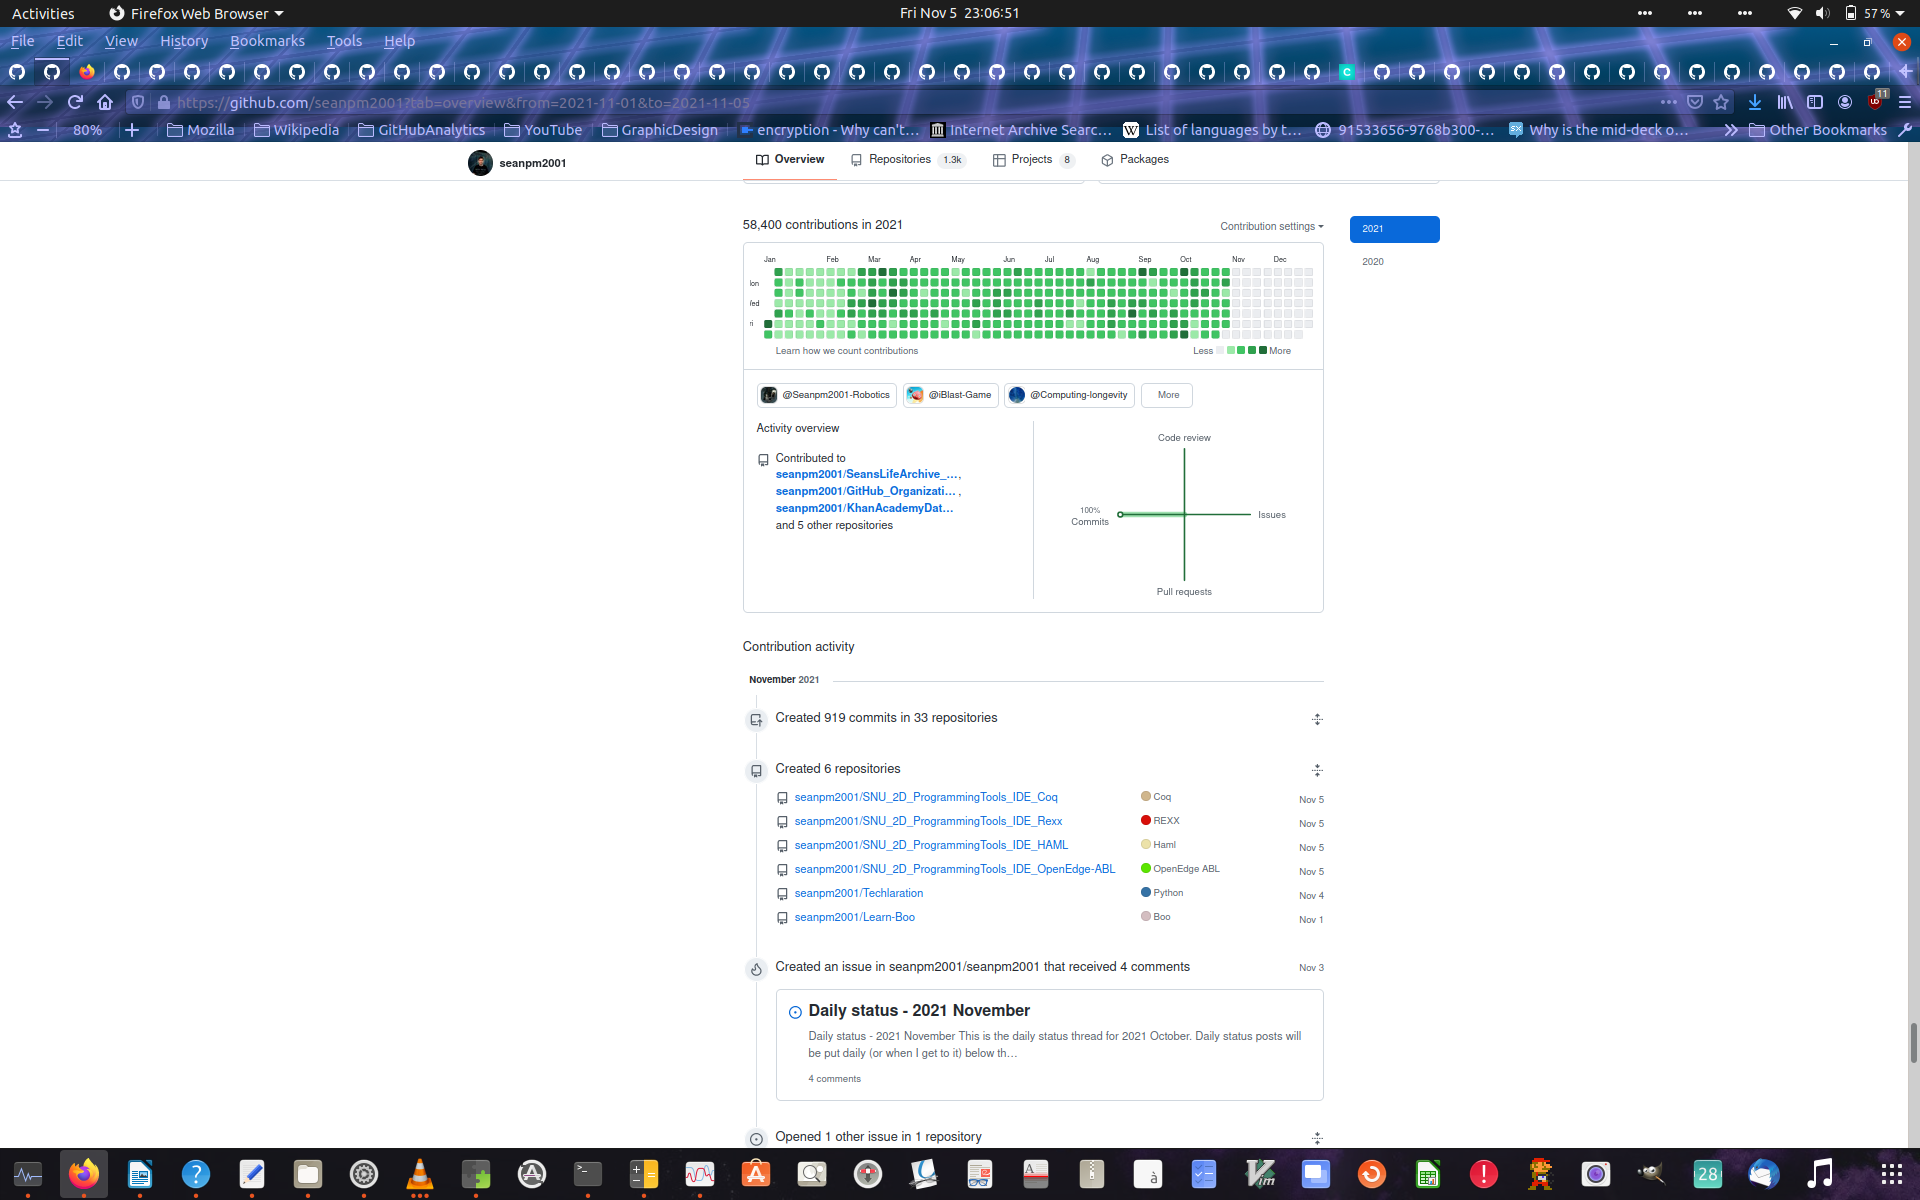 Activities
Firefox Web Browser
Fri Nov 5 23:06:51
57 %
File Edit View History Bookmarks Tools Help
https://github.com/seanpm2001?tab=overview&from=2021-11-01&to=2021-11-05
11
80%
Mozilla
Wikipedia
GitHubAnalytics
YouTube
GraphicDesign
encryption - Why can't…
Internet Archive Searc…
List of languages by t…
91533656-9768b300-…
Why is the mid-deck o…
Other Bookmarks
seanpm2001
Overview
Repositories 1.3k
Projects 8
Packages
58,400 contributions in 2021
Contribution settings
2021
2020
Jan Feb Mar Apr May Jun Jul Aug Sep Oct Nov Dec
lon
/ed
ri
Learn how we count contributions
Less
More
@Seanpm2001-Robotics
@iBlast-Game
@Computing-longevity
More
Activity overview
Contributed to
seanpm2001/SeansLifeArchive_…,
seanpm2001/GitHub_Organizati… ,
seanpm2001/KhanAcademyDat…
and 5 other repositories
Code review
100%
Commits
Issues
Pull requests
Contribution activity
November 2021
Created 919 commits in 33 repositories
Created 6 repositories
seanpm2001/SNU_2D_ProgrammingTools_IDE_Coq Coq Nov 5
seanpm2001/SNU_2D_ProgrammingTools_IDE_Rexx REXX Nov 5
seanpm2001/SNU_2D_ProgrammingTools_IDE_HAML Haml Nov 5
seanpm2001/SNU_2D_ProgrammingTools_IDE_OpenEdge-ABL OpenEdge ABL Nov 5
seanpm2001/Techlaration Python Nov 4
seanpm2001/Learn-Boo Boo Nov 1
Created an issue in seanpm2001/seanpm2001 that received 4 comments Nov 3
Daily status - 2021 November
Daily status - 2021 November This is the daily status thread for 2021 October. Daily status posts will
be put daily (or when I get to it) below th…
4 comments
Opened 1 other issue in 1 repository
28